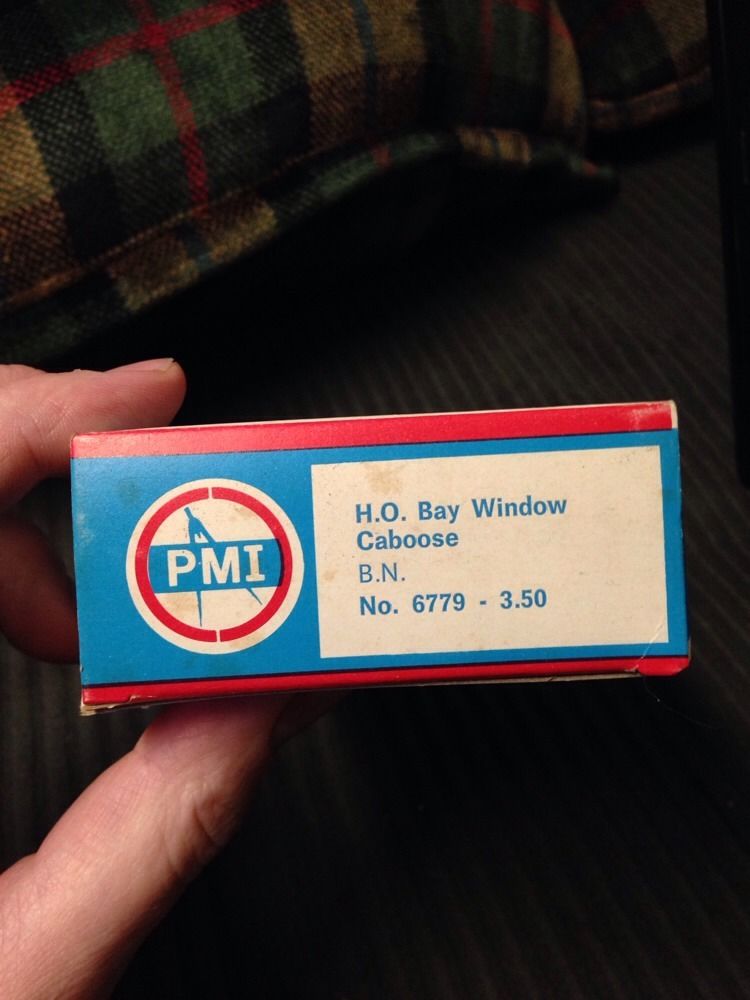 PMI
H.O. Bay Window
Caboose
B.N.
No. 6779 - 3.50